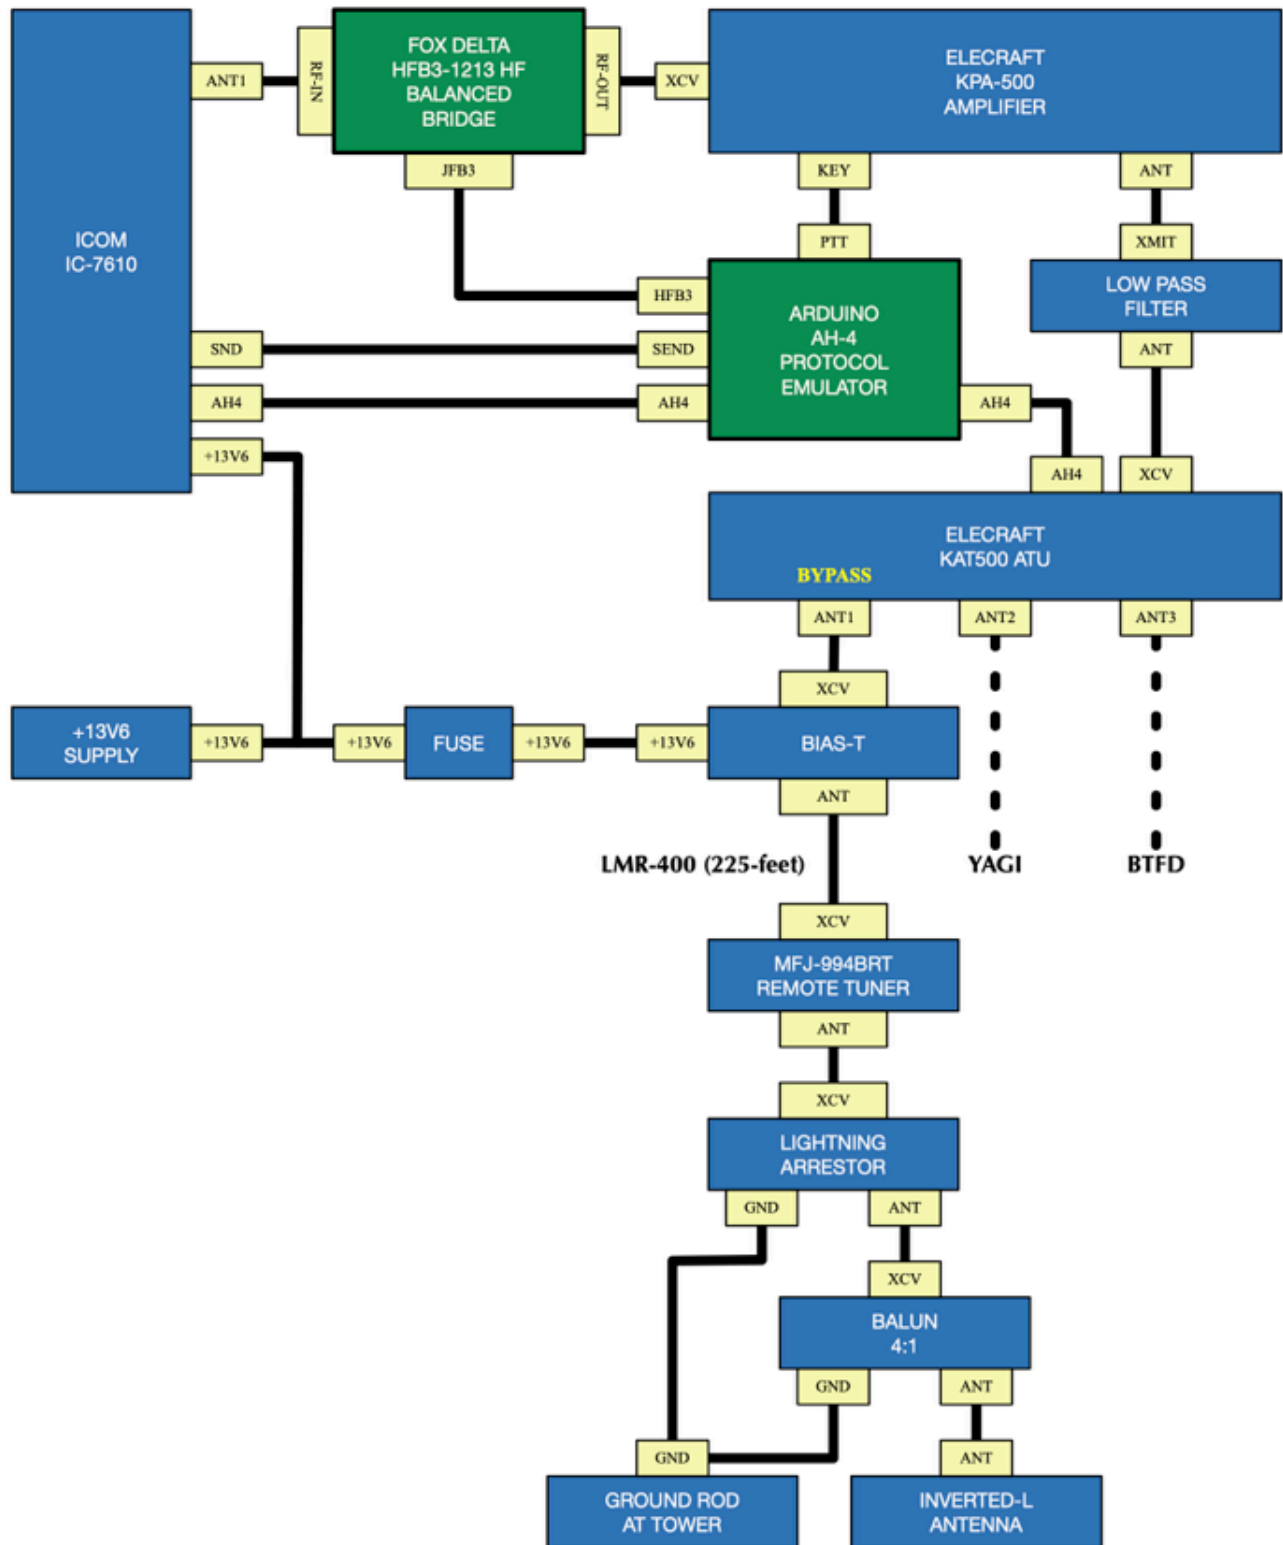 FOX DELTA
HFB3-1213 HF
BALANCED
BRIDGE
ELECRAFT
KPA-500
AMPLIFIER
ANT1
RF-IN
RF-OUT
XCV
JFB3
KEY
ANT
ICOM
IC-7610
PTT
XMIT
HFB3
ARDUINO
AH-4
PROTOCOL
EMULATOR
LOW PASS
FILTER
SND
SEND
ANT
AH4
AH4
AH4
+13V6
AH4
XCV
ELECRAFT
KAT500 ATU
BYPASS
ANT1
ANT2
ANT3
XCV
+13V6
SUPPLY
+13V6
+13V6
FUSE
+13V6
+13V6
BIAS-T
ANT
LMR-400 (225-feet)
YAGI
BTFD
XCV
MFJ-994BRT
REMOTE TUNER
ANT
XCV
LIGHTNING
ARRESTOR
GND
ANT
XCV
BALUN
4:1
GND
ANT
GND
ANT
GROUND ROD
AT TOWER
INVERTED-L
ANTENNA